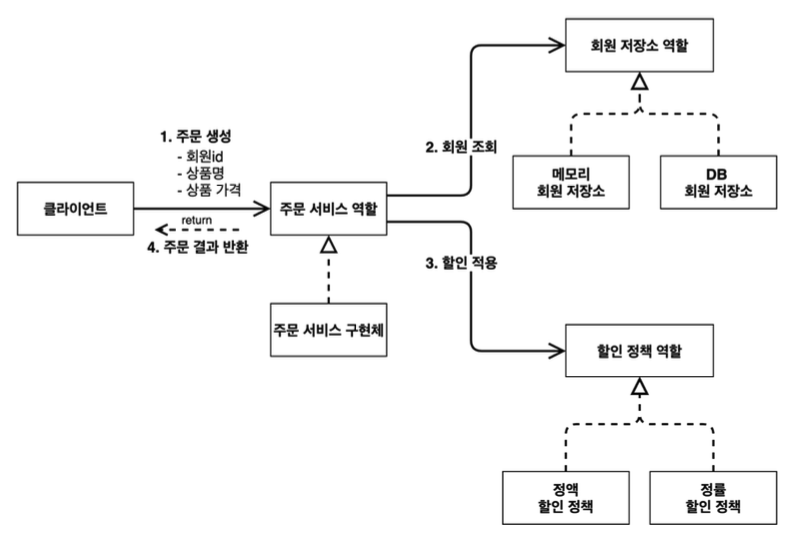 회원 저장소 역할
1. 주문 생성
- 회원id
- 상품명
- 상품 가격
2. 회원 조회
메모리
회원 저장소
DB
회원 저장소
클라이언트
return
4. 주문 결과 반환
주문 서비스 역할
3. 할인 적용
주문 서비스 구현체
할인 정책 역할
정액
할인 정책
정률
할인 정책